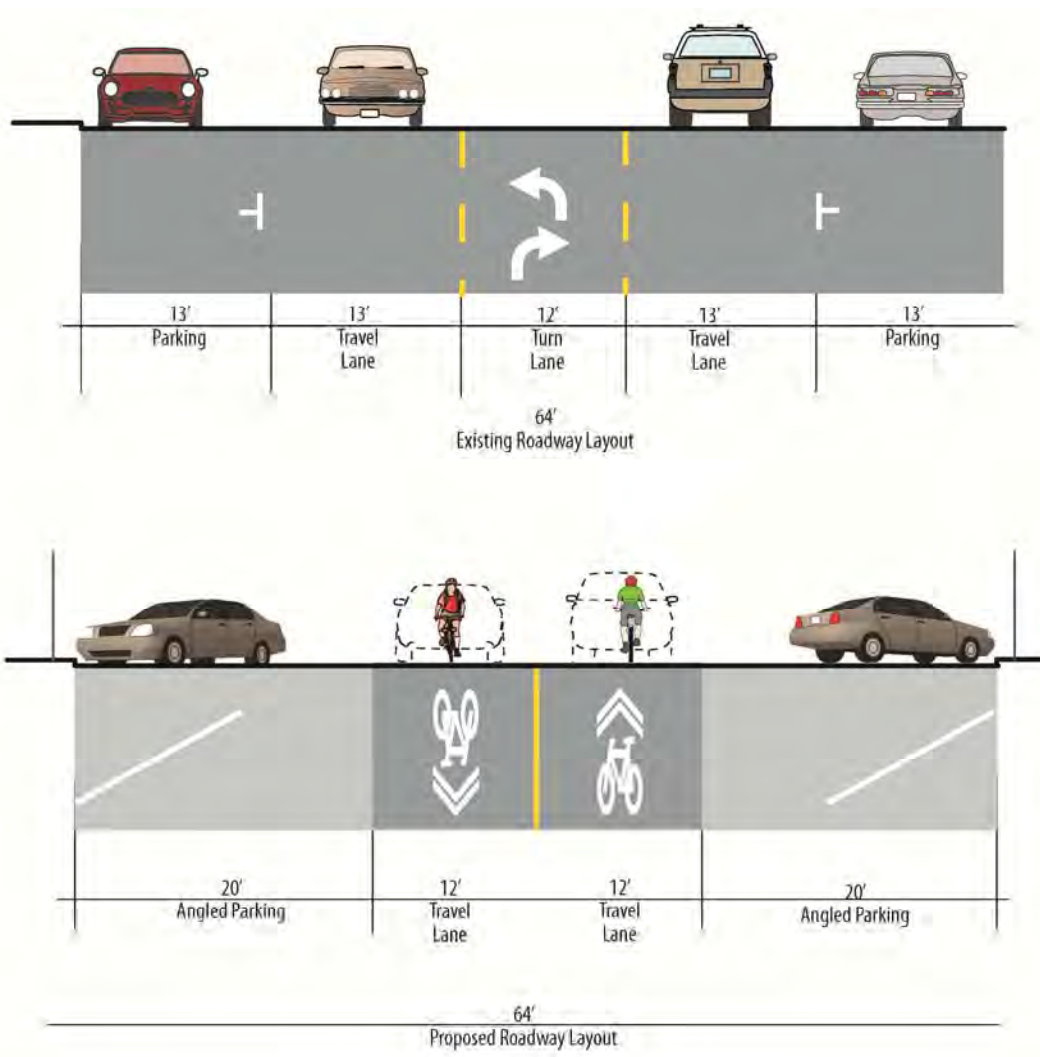 13' 13' 12' 13' 13'
Parking Travel Turn Travel Parking
Lane Lane Lane
64'
Existing Roadway Layout
20' 12' 12' 20'
Angled Parking Travel Travel Angled Parking
Lane Lane
64'
Proposed Roadway Layout